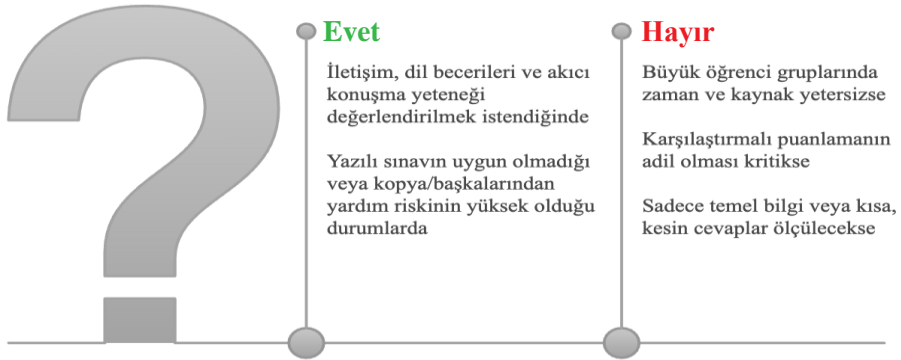 Evet
İletişim, dil becerileri ve akıcı
konuşma yeteneği
değerlendirilmek istendiğinde
Yazılı sınavın uygun olmadığı
veya kopya/başkalarından
yardım riskinin yüksek olduğu
durumlarda
Hayır
Büyük öğrenci gruplarında
zaman ve kaynak yetersizse
Karşılaştırmalı puanlamanın
adil olması kritikse
Sadece temel bilgi veya kısa,
kesin cevaplar ölçülecekse